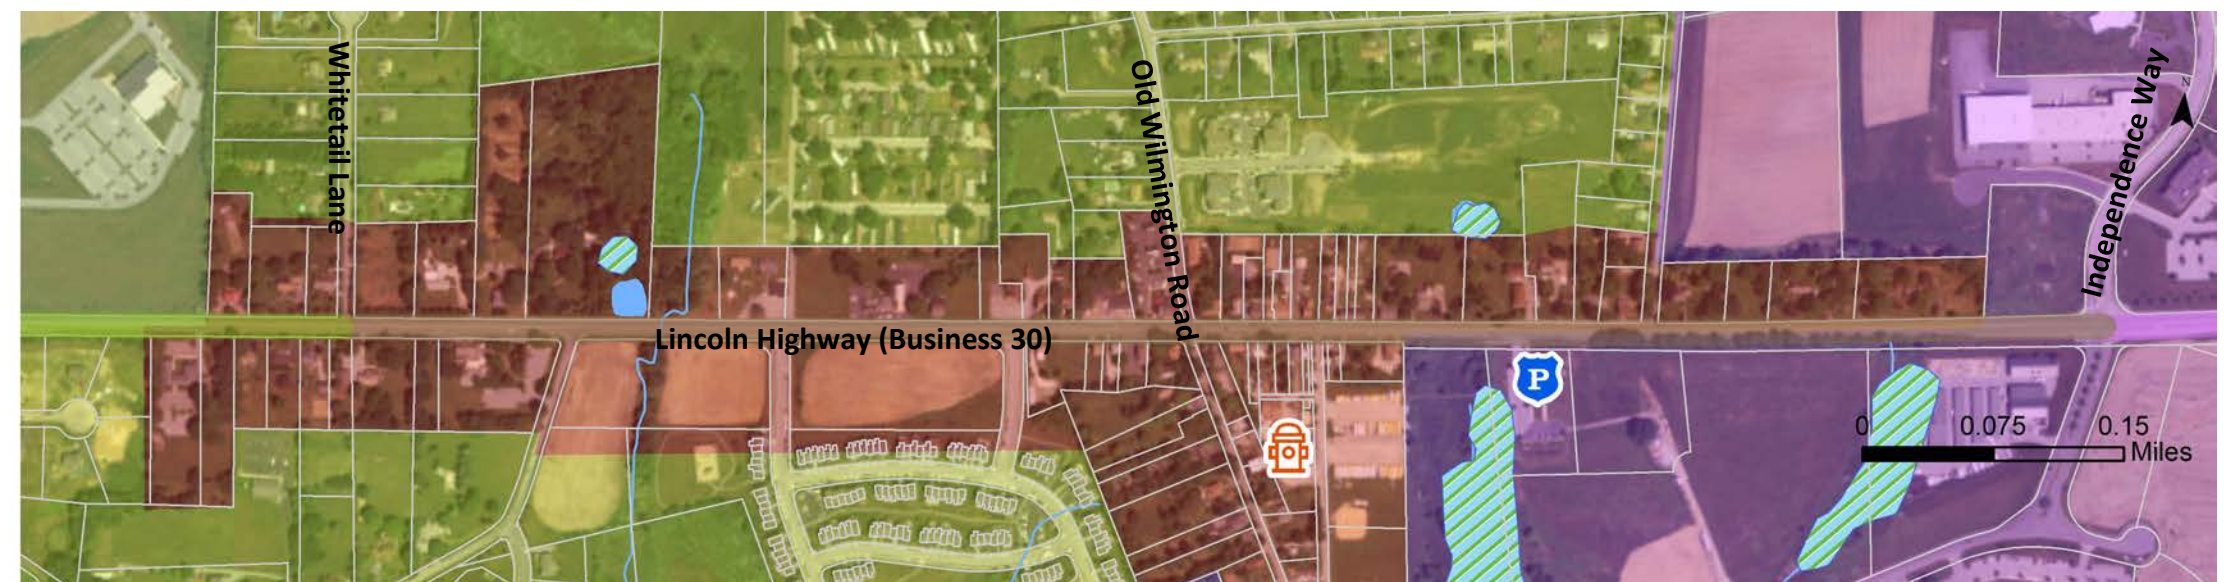 Whitetail Lane
Old Wilmington Road
Independence Way
N
Lincoln Highway (Business 30)
P
0 0.075 0.15
Miles